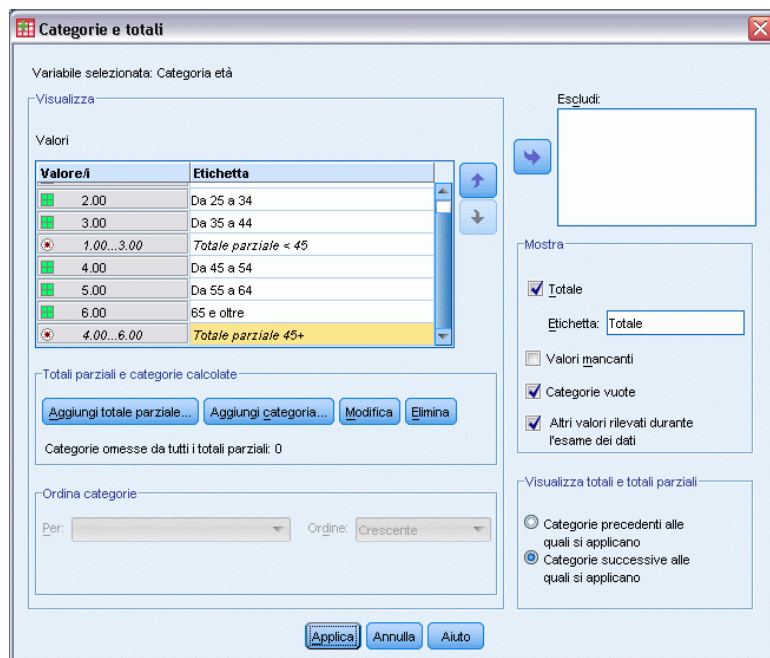 Categorie e totali
Variabile selezionata: Categoria età
Visualizza
Valori
Valore/i Etichetta
2.00 Da 25 a 34
3.00 Da 35 a 44
1.00...3.00 Totale parziale < 45
4.00 Da 45 a 54
5.00 Da 55 a 64
6.00 65 e oltre
4.00...6.00 Totale parziale 45+
Totali parziali e categorie calcolate
Aggiungi totale parziale... Aggiungi categoria... Modifica Elimina
Categorie omesse da tutti i totali parziali: 0
Ordina categorie
Per: Ordine: Crescente
Escludi:
Mostra
Totale
Etichetta: Totale
Valori mancanti
Categorie vuote
Altri valori rilevati durante
l'esame dei dati
Visualizza totali e totali parziali
Categorie precedenti alle
quali si applicano
Categorie successive alle
quali si applicano
Applica Annulla Aiuto